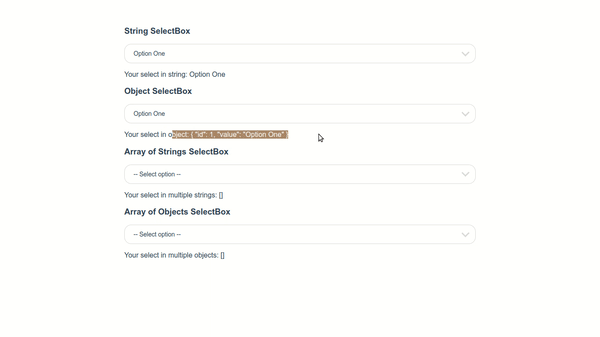 String SelectBox
Option One
Your select in string: Option One
Object SelectBox
Option One
Your select in object: { "id": 1, "value": "Option One" }
Array of Strings SelectBox
-- Select option --
Your select in multiple strings: []
Array of Objects SelectBox
-- Select option --
Your select in multiple objects: []